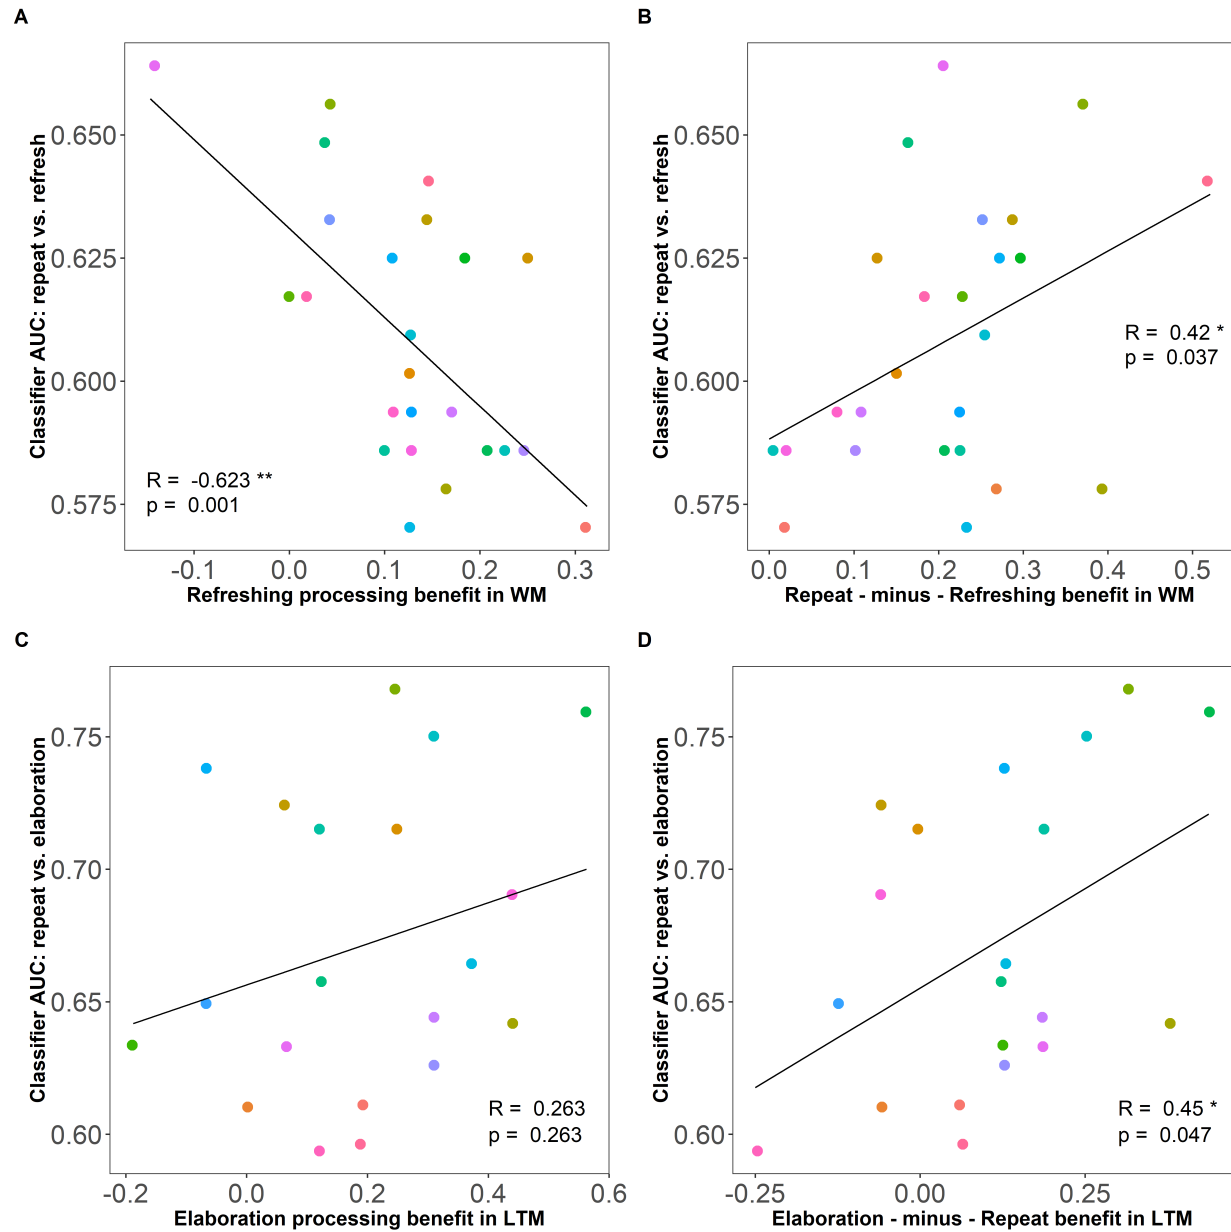 A
Classifier AUC: repeat vs. refresh
0.650
0.625
0.600
0.575
R = -0.623 **
p = 0.001
-0.1 0.0 0.1 0.2 0.3
Refreshing processing benefit in WM
B
Classifier AUC: repeat vs. refresh
0.650
0.625
0.600
0.575
R = 0.42 *
p = 0.037
0.0 0.1 0.2 0.3 0.4 0.5
Repeat - minus - Refreshing benefit in WM
C
Classifier AUC: repeat vs. elaboration
0.75
0.70
0.65
0.60
R = 0.263
p = 0.263
-0.2 0.0 0.2 0.4 0.6
Elaboration processing benefit in LTM
D
Classifier AUC: repeat vs. elaboration
0.75
0.70
0.65
0.60
R = 0.45 *
p = 0.047
-0.25 0.00 0.25
Elaboration - minus - Repeat benefit in LTM